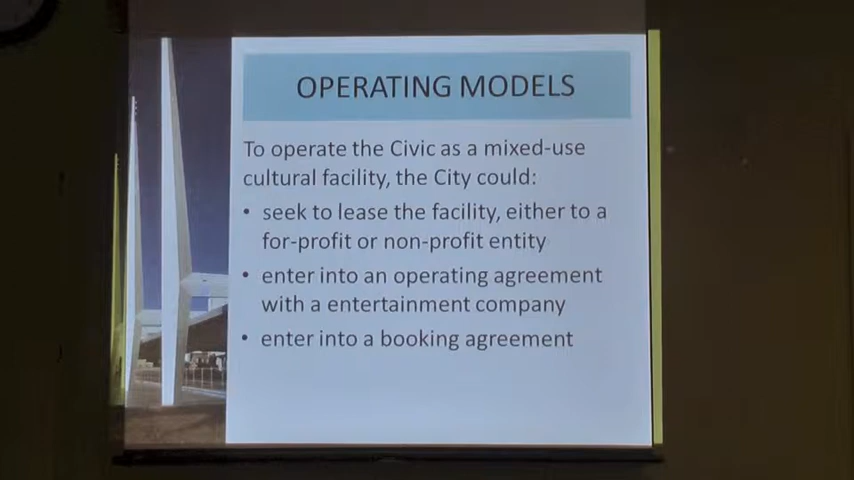 OPERATING MODELS
To operate the Civic as a mixed-use
cultural facility, the City could:
• seek to lease the facility, either to a
for-profit or non-profit entity
• enter into an operating agreement
with a entertainment company
• enter into a booking agreement